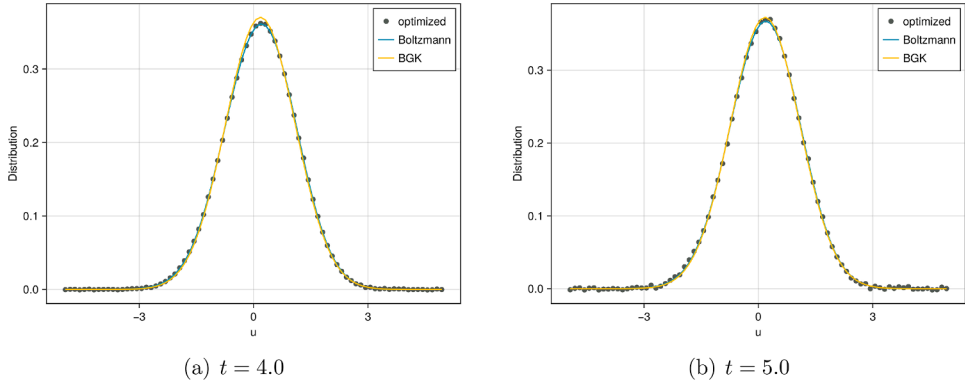 optimized
Boltzmann
BGK
0.3
0.2
0.1
0.0
Distribution
−3
0
3
u
(a) t = 4.0
optimized
Boltzmann
BGK
0.3
0.2
0.1
0.0
Distribution
−3
0
3
u
(b) t = 5.0